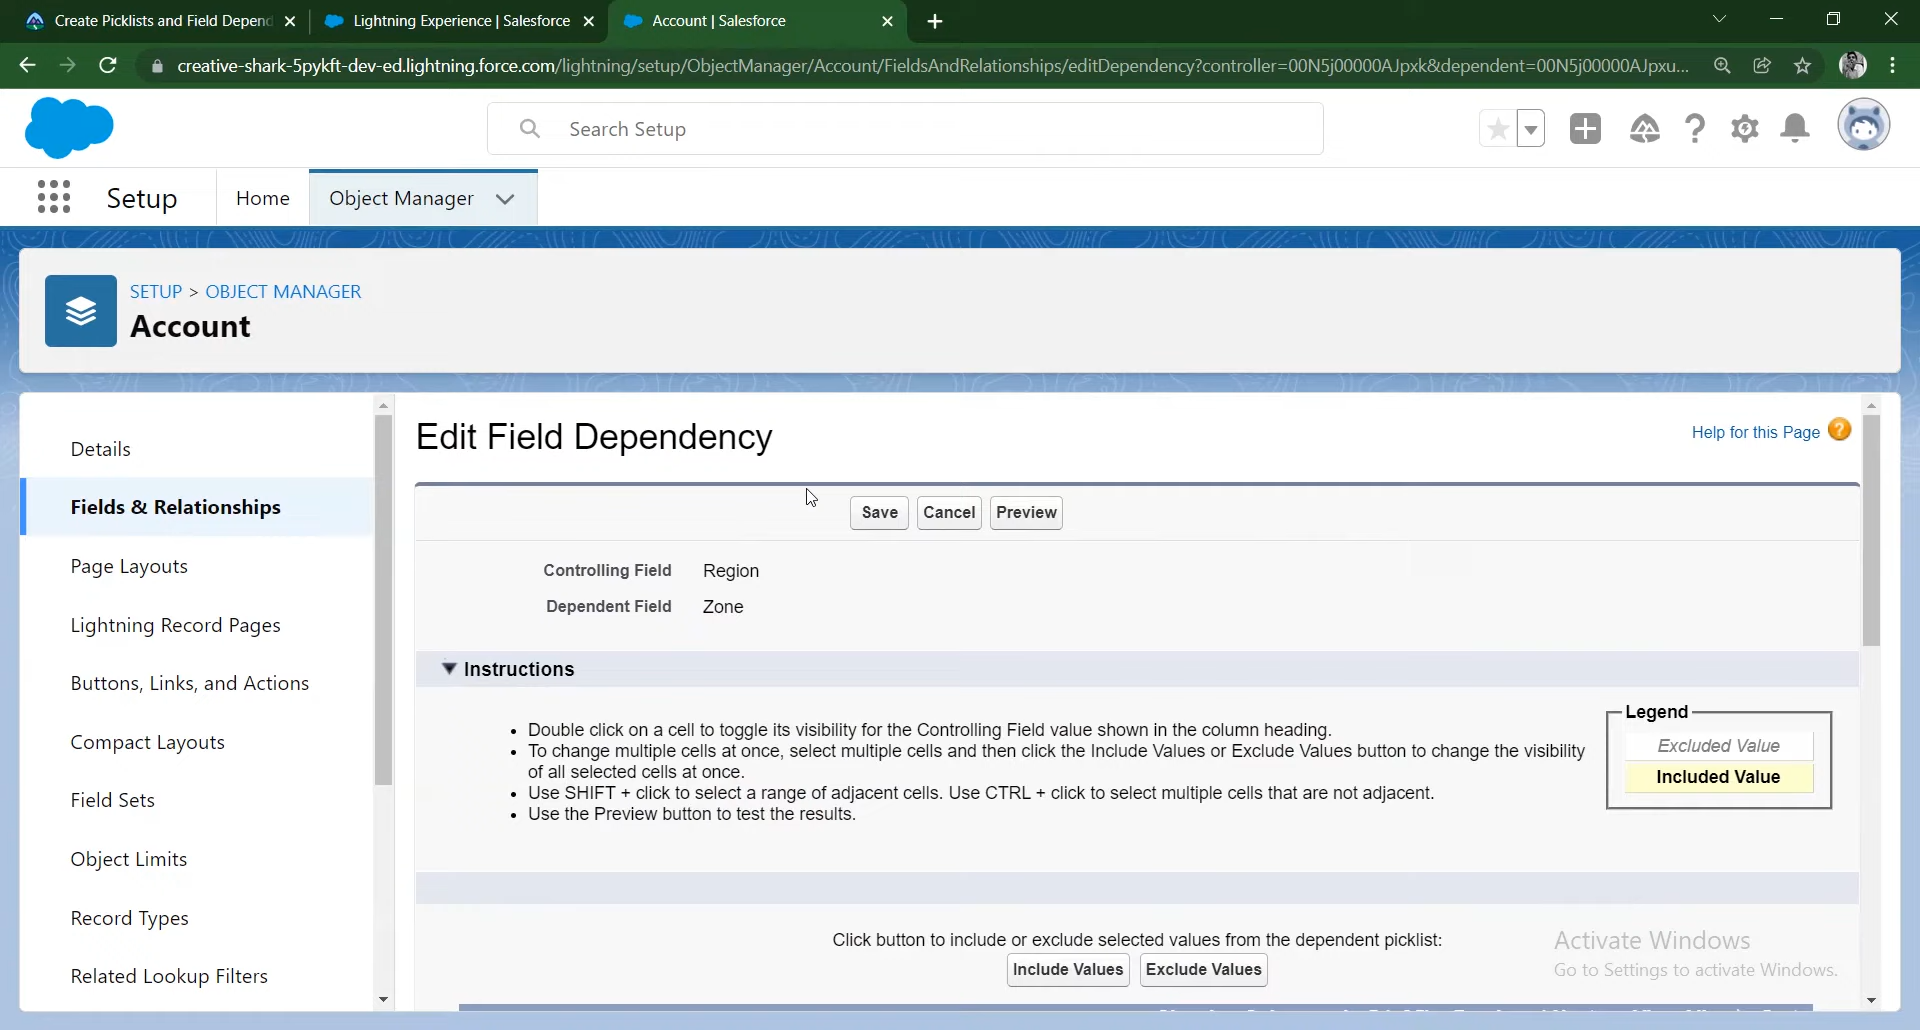 Create Picklists and Field Depend
Lightning Experience | Salesforce
Account | Salesforce
creative-shark-5pykft-dev-ed.lightning.force.com/lightning/setup/ObjectManager/Account/FieldsAndRelationships/editDependency?controller=00N5j00000AJpxk&dependent=00N5j00000AJpxu...
Search Setup
Setup
Home
Object Manager
SETUP > OBJECT MANAGER
Account
Details
Fields & Relationships
Page Layouts
Lightning Record Pages
Buttons, Links, and Actions
Compact Layouts
Field Sets
Object Limits
Record Types
Related Lookup Filters
Edit Field Dependency
Help for this Page ?
Save Cancel Preview
Controlling Field Region
Dependent Field Zone
Instructions
• Double click on a cell to toggle its visibility for the Controlling Field value shown in the column heading.
• To change multiple cells at once, select multiple cells and then click the Include Values or Exclude Values button to change the visibility
of all selected cells at once.
• Use SHIFT + click to select a range of adjacent cells. Use CTRL + click to select multiple cells that are not adjacent.
• Use the Preview button to test the results.
Legend
Excluded Value
Included Value
Click button to include or exclude selected values from the dependent picklist:
Include Values Exclude Values
Activate Windows
Go to Settings to activate Windows.